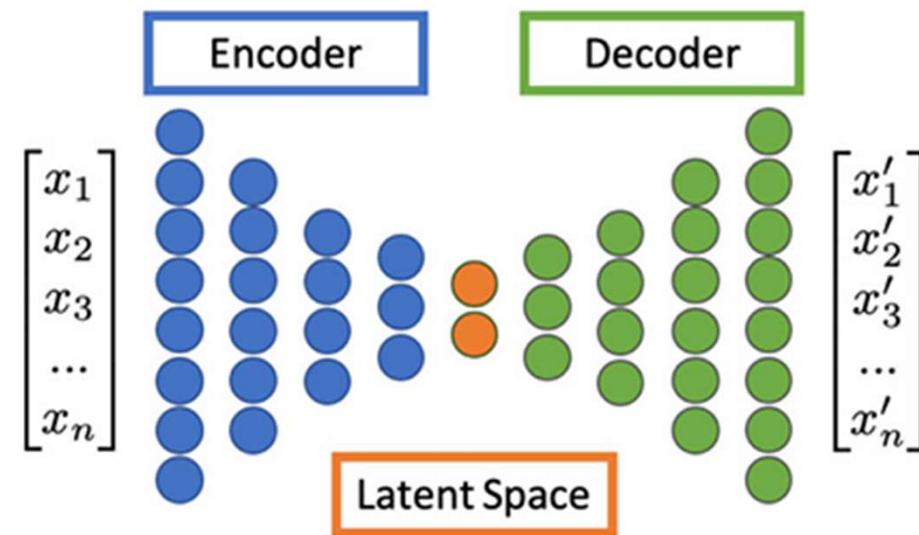 Encoder
Decoder
x₁
x₂
x₃
...
xₙ
x′₁
x′₂
x′₃
...
x′ₙ
Latent Space